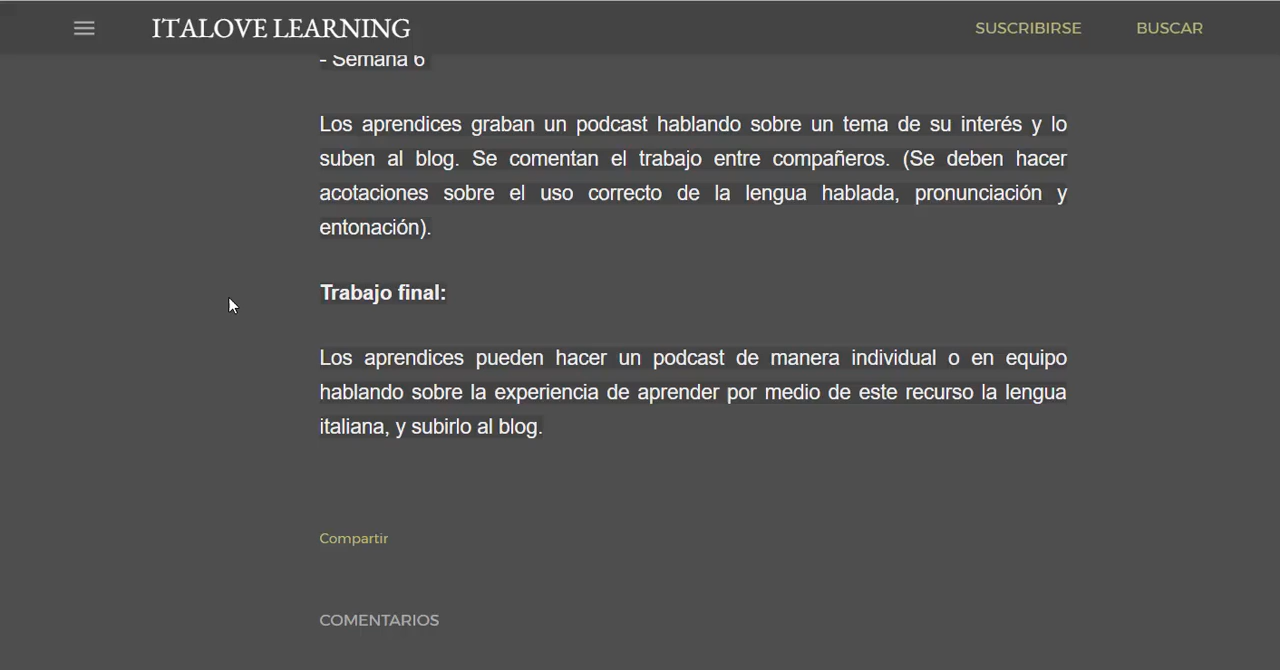 ITALOVE LEARNING
SUSCRIBIRSE
BUSCAR
- Semana 6
Los aprendices graban un podcast hablando sobre un tema de su interés y lo
suben al blog. Se comentan el trabajo entre compañeros. (Se deben hacer
acotaciones sobre el uso correcto de la lengua hablada, pronunciación y
entonación).
Trabajo final:
Los aprendices pueden hacer un podcast de manera individual o en equipo
hablando sobre la experiencia de aprender por medio de este recurso la lengua
italiana, y subirlo al blog.
Compartir
COMENTARIOS